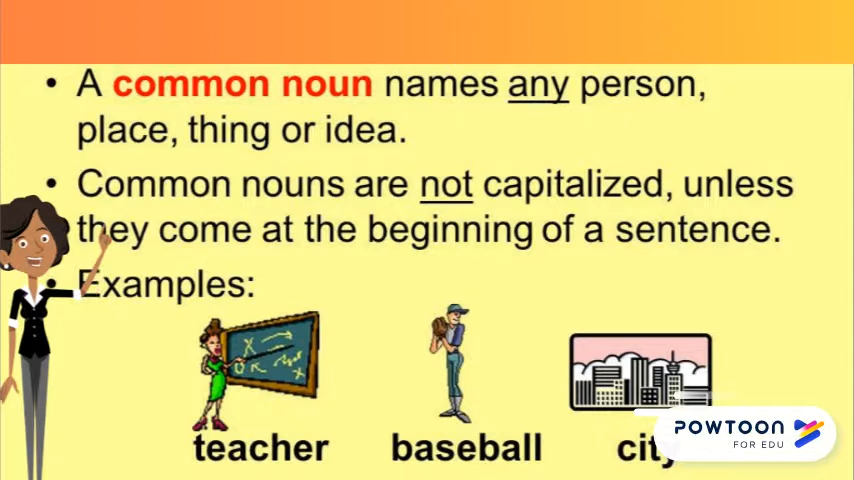 • A common noun names any person,
place, thing or idea.
• Common nouns are not capitalized, unless
they come at the beginning of a sentence.
• Examples:
teacher baseball city
POWTOON
FOR EDU